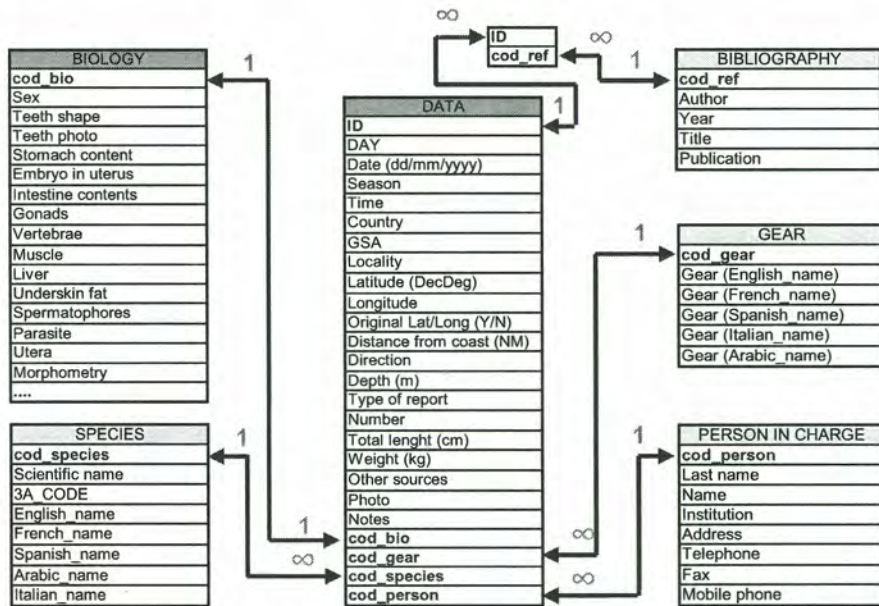 BIOLOGY
cod_bio
Sex
Teeth shape
Teeth photo
Stomach content
Embryo in uterus
Intestine contents
Gonads
Vertebrae
Muscle
Liver
Underskin fat
Spermatophores
Parasite
Utera
Morphometry
....
SPECIES
cod_species
Scientific name
3A_CODE
English_name
French_name
Spanish_name
Arabic_name
Italian_name
1
1
1
∞
DATA
ID
DAY
Date (dd/mm/yyyy)
Season
Time
Country
GSA
Locality
Latitude (DecDeg)
Longitude
Original Lat/Long (Y/N)
Distance from coast (NM)
Direction
Depth (m)
Type of report
Number
Total lenght (cm)
Weight (kg)
Other sources
Photo
Notes
cod_bio
cod_gear
cod_species
cod_person
∞
1
ID
cod_ref
∞
1
BIBLIOGRAPHY
cod_ref
Author
Year
Title
Publication
1
∞
GEAR
cod_gear
Gear (English_name)
Gear (French_name)
Gear (Spanish_name)
Gear (Italian_name)
Gear (Arabic_name)
1
∞
PERSON IN CHARGE
cod_person
Last name
Name
Institution
Address
Telephone
Fax
Mobile phone